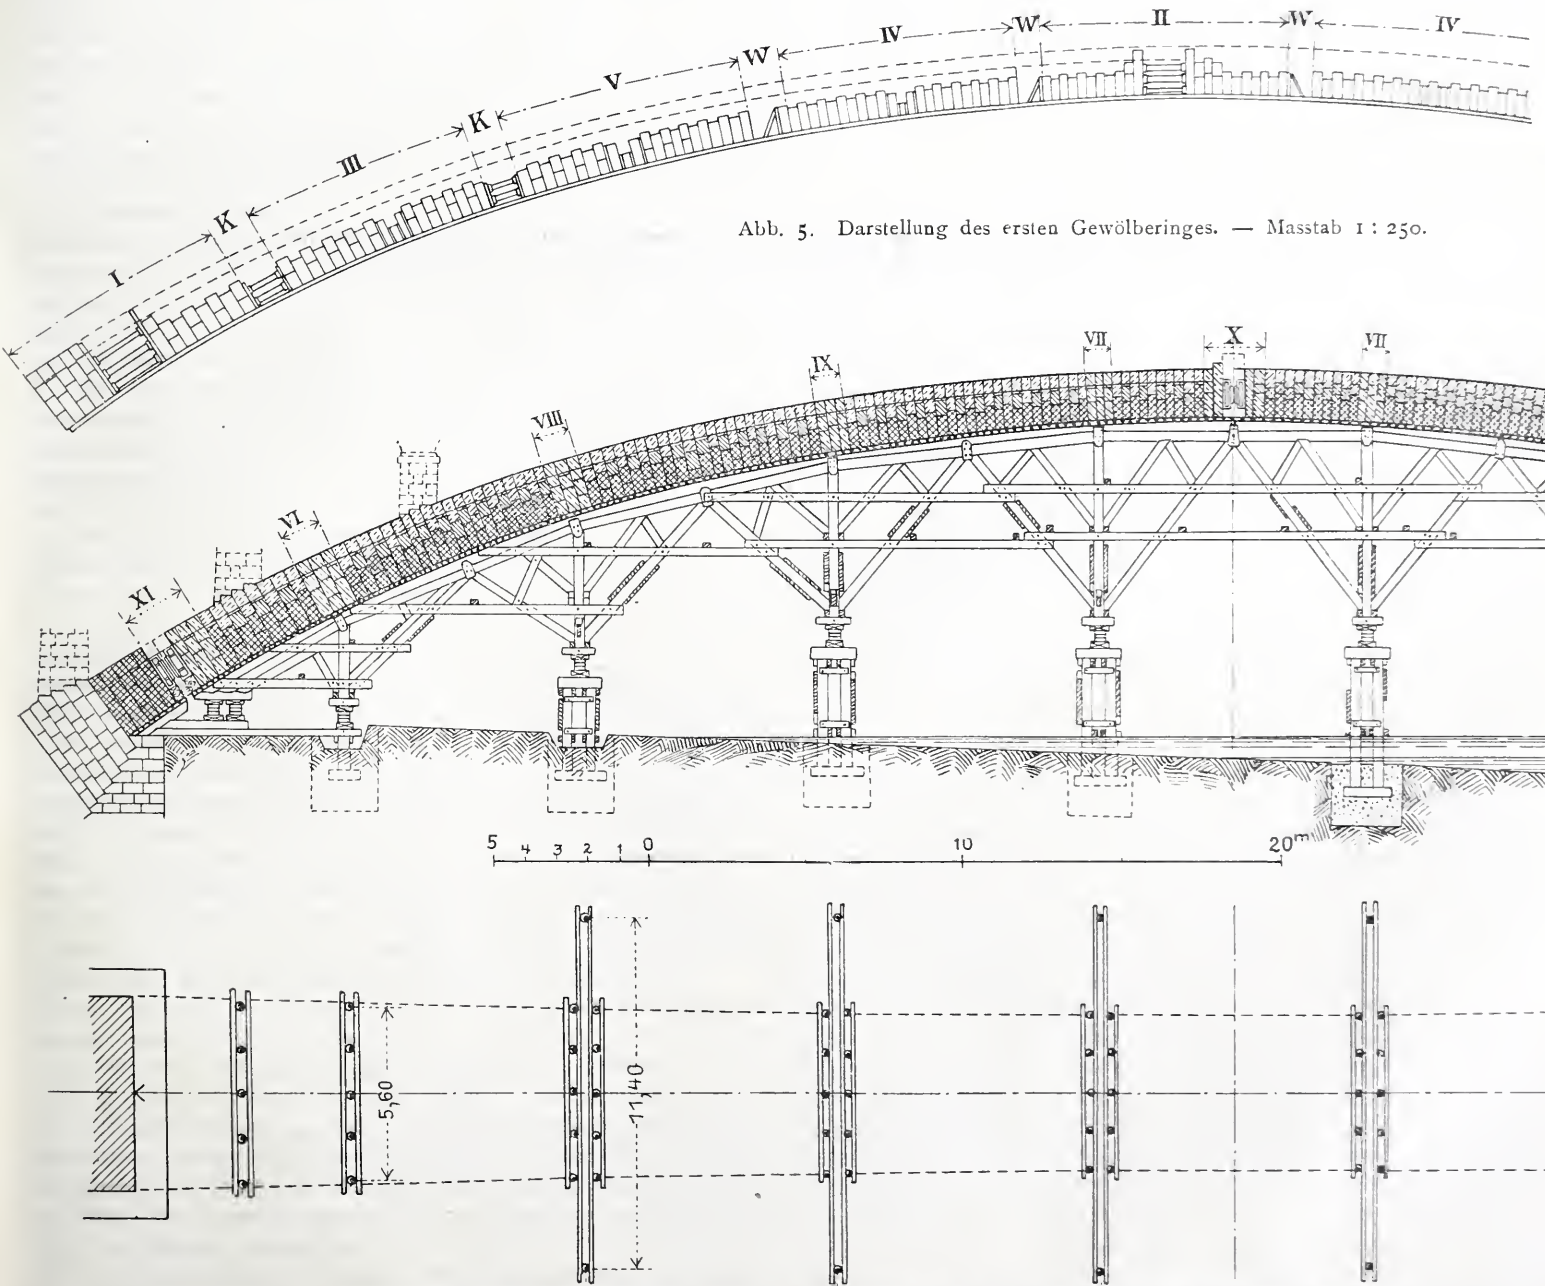 I K III K V W IV W II W IV
Abb. 5. Darstellung des ersten Gewölberinges. — Masstab 1 : 250.
XI VI VIII IX VII X VII
5 4 3 2 1 0 10 20m
5,60
11,40